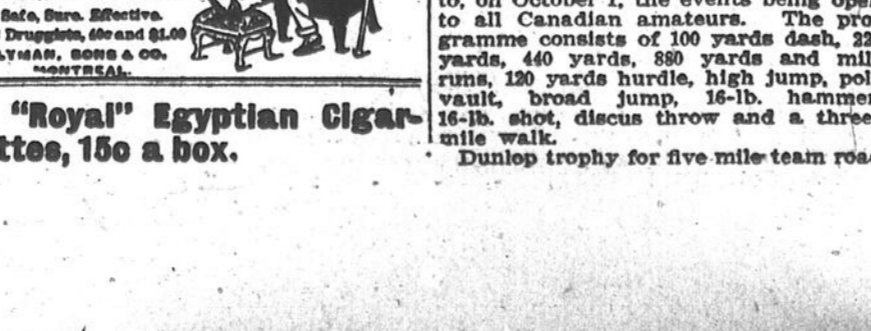 Safe, Sure. Effective.
Druggists, 60c and $1.00
LYMAN, SONS & CO.
MONTREAL.
"Royal" Egyptian Cigar-
ttes, 15c a box.
to, on October 1, the events being ope
to all Canadian amateurs. The pro
gramme consists of 100 yards dash, 22
yards, 440 yards, 880 yards and mil
runs, 120 yards hurdle, high jump, pol
vault, broad jump, 16-lb. hammer
16-lb. shot, discus throw and a three
mile walk.
Dunlop trophy for five mile team roa